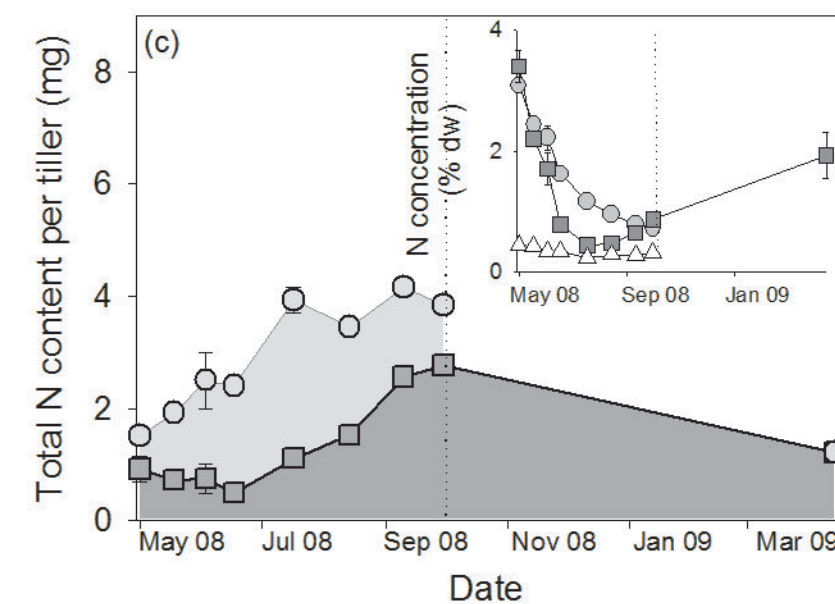 (c)
Total N content per tiller (mg)
8
6
4
2
0
May 08 Jul 08 Sep 08 Nov 08 Jan 09 Mar 09
Date
N concentration
(% dw)
4
2
0
May 08 Sep 08 Jan 09